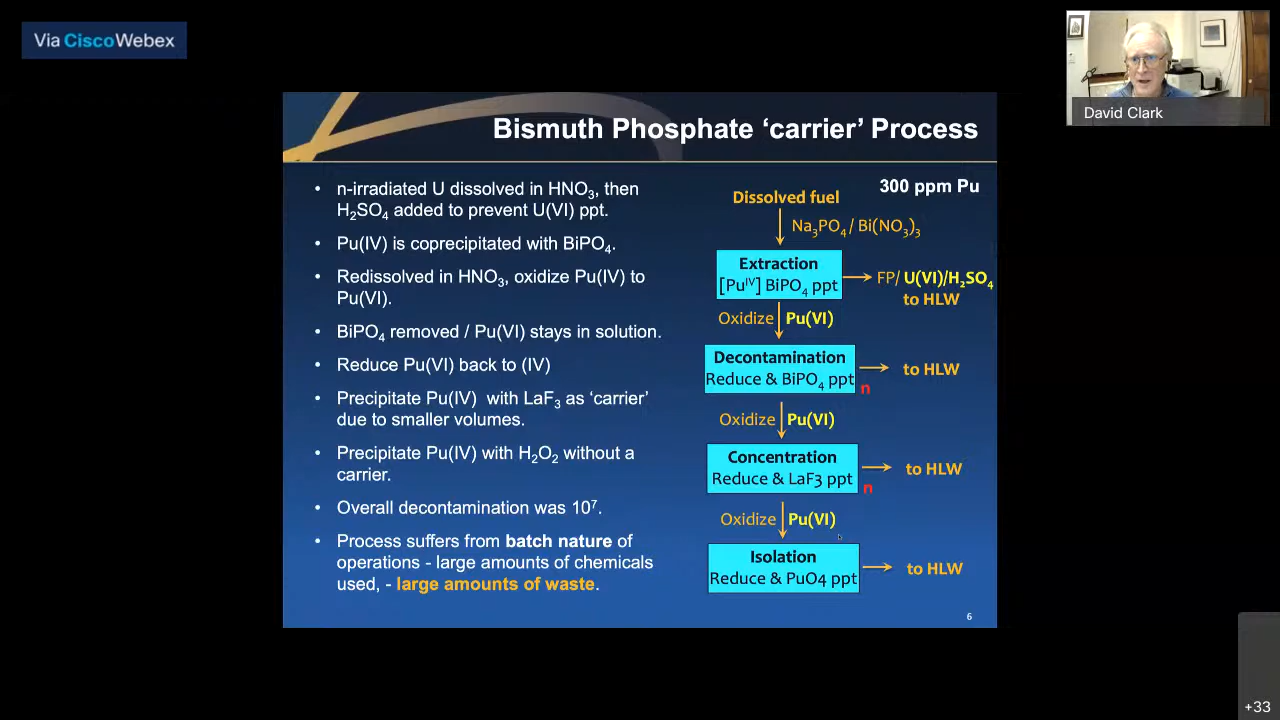 Via CiscoWebex
David Clark
Bismuth Phosphate ‘carrier’ Process
• n-irradiated U dissolved in HNO₃, then
H₂SO₄ added to prevent U(VI) ppt.
• Pu(IV) is coprecipitated with BiPO₄.
• Redissolved in HNO₃, oxidize Pu(IV) to
Pu(VI).
• BiPO₄ removed / Pu(VI) stays in solution.
• Reduce Pu(VI) back to (IV)
• Precipitate Pu(IV) with LaF₃ as ‘carrier’
due to smaller volumes.
• Precipitate Pu(IV) with H₂O₂ without a
carrier.
• Overall decontamination was 10⁷.
• Process suffers from batch nature of
operations - large amounts of chemicals
used, - large amounts of waste.
300 ppm Pu
Dissolved fuel
Na₃PO₄ / Bi(NO₃)₃
Extraction
[Puᴵⱽ] BiPO₄ ppt
FP/ U(VI)/H₂SO₄
to HLW
Oxidize Pu(VI)
Decontamination
Reduce & BiPO₄ ppt
n
to HLW
Oxidize Pu(VI)
Concentration
Reduce & LaF3 ppt
n
to HLW
Oxidize Pu(VI)
Isolation
Reduce & PuO4 ppt
to HLW
6
+33